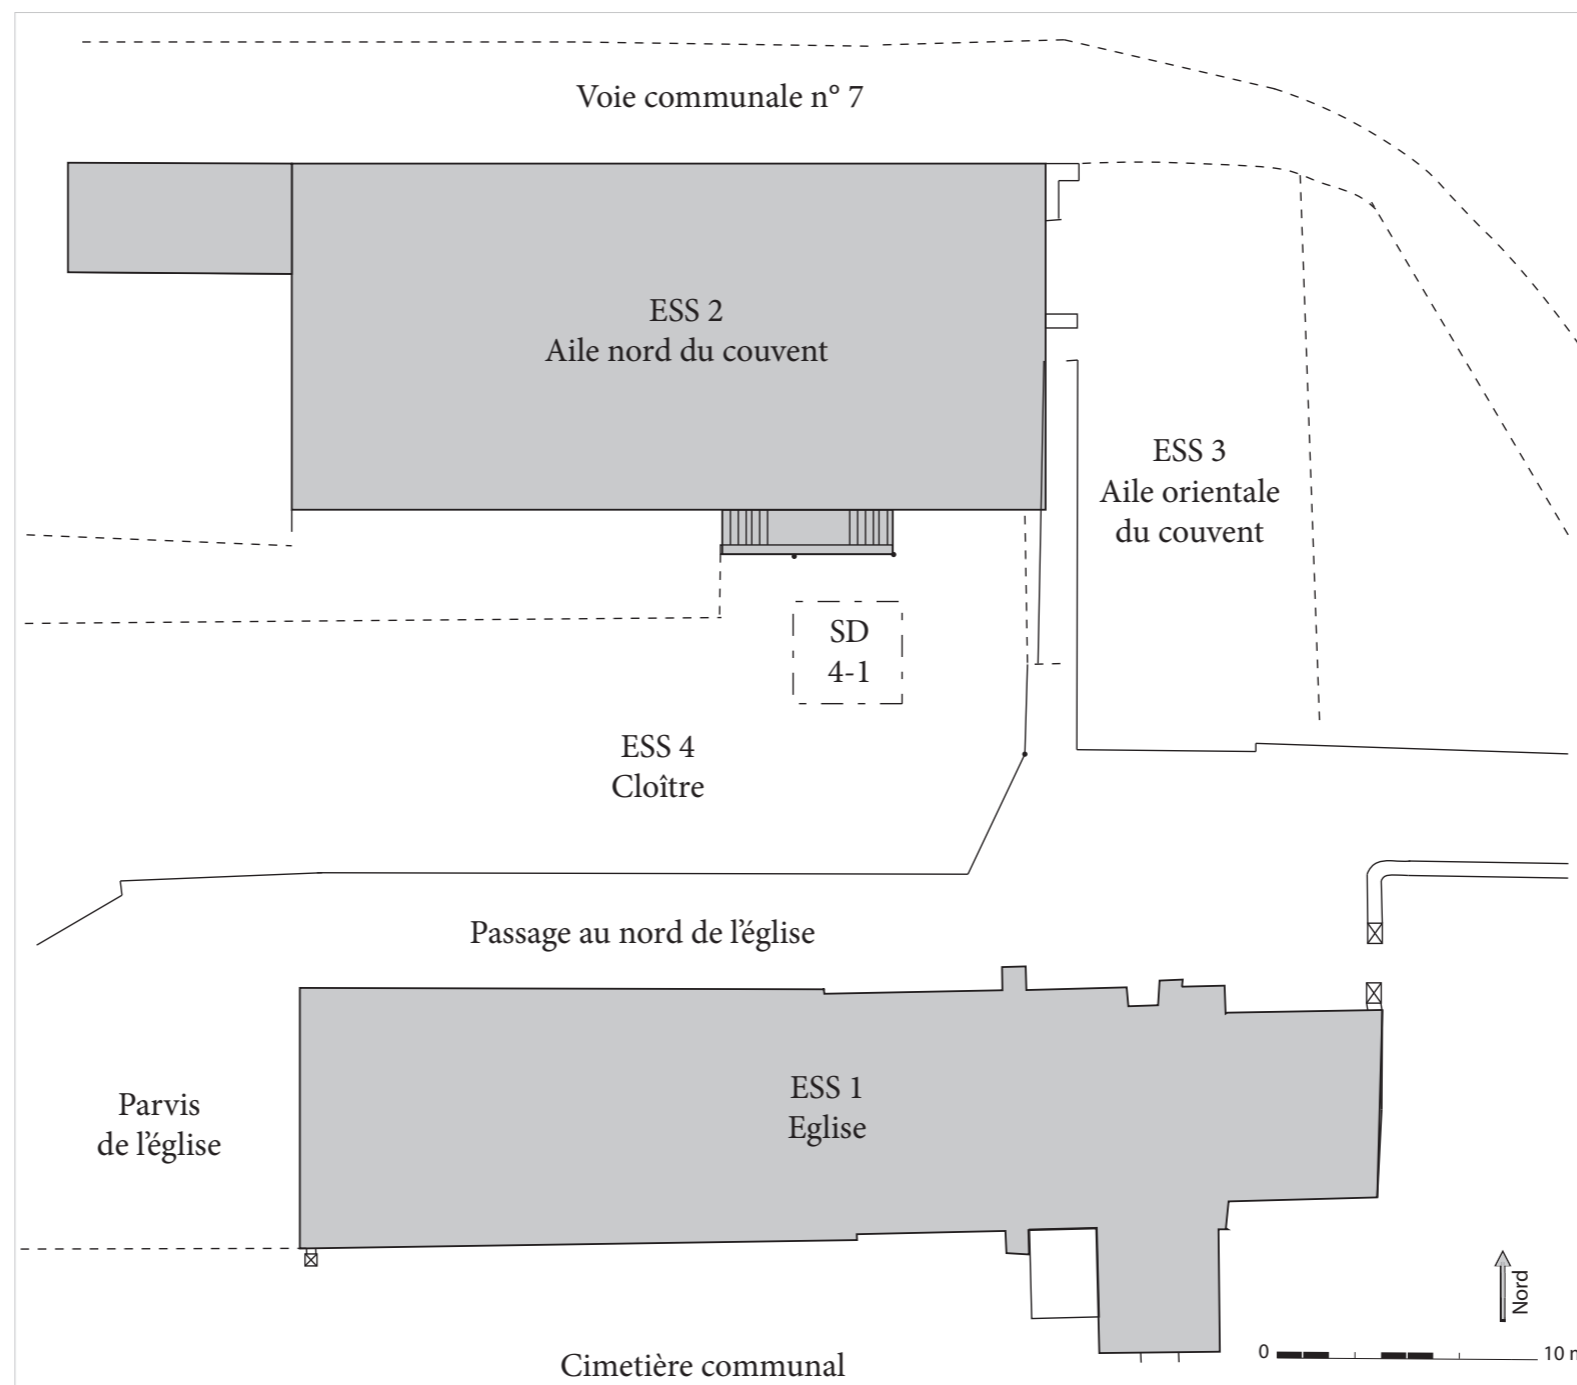 Voie communale n° 7
ESS 2
Aile nord du couvent
ESS 3
Aile orientale
du couvent
SD
4-1
ESS 4
Cloître
Passage au nord de l'église
Parvis
de l'église
ESS 1
Eglise
Nord
0
10 m
Cimetière communal